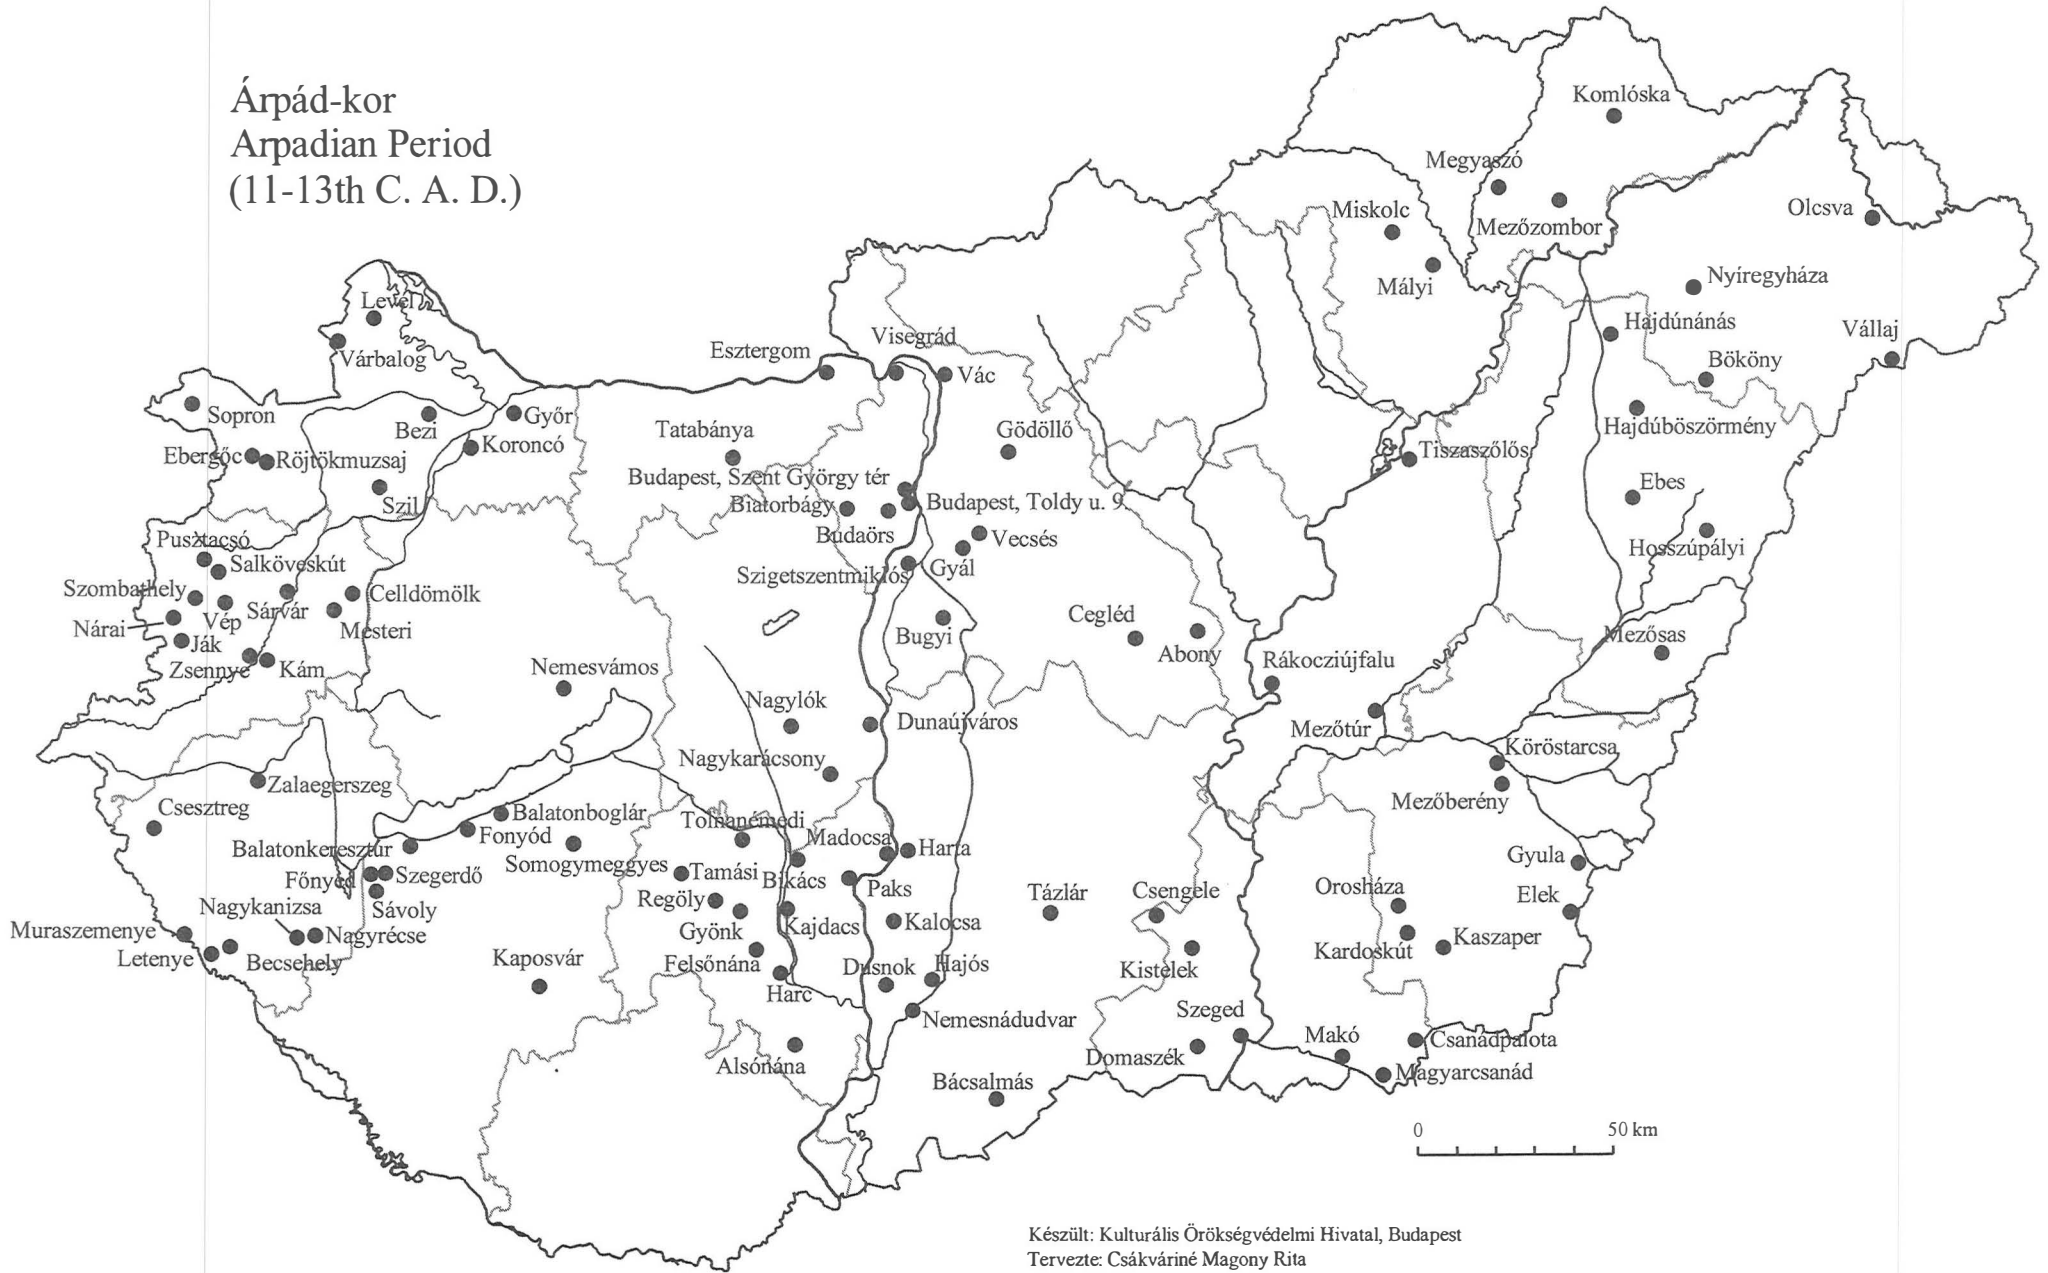 Árpád-kor
Arpadian Period
(11-13th C. A. D.)
Komlóska
Megyaszó
Mezőzombor
Miskolc
Mályi
Olcsva
Nyíregyháza
Hajdúnánás
Vállaj
Bököny
Hajdúböszörmény
Levél
Várbalog
Esztergom
Visegrád
Vác
Sopron
Bezi
Győr
Koroncó
Ebergőc
Röjtökmuzsaj
Szil
Tatabánya
Gödöllő
Tiszaszőlős
Budapest, Szent György tér
Biatorbágy
Budapest, Toldy u. 9.
Budaörs
Vecsés
Ebes
Hosszúpályi
Pusztacsó
Salköveskút
Szigetszentmiklós
Gyál
Szombathely
Sárvár
Celldömölk
Nárai
Vép
Mesteri
Ják
Zsennye
Kám
Bugyi
Cegléd
Abony
Mezősas
Nemesvámos
Rákocziújfalu
Nagylók
Dunaújváros
Mezőtúr
Köröstarcsa
Nagykarácsony
Zalaegerszeg
Mezőberény
Csesztreg
Balatonboglár
Fonyód
Tolnanémedi
Madocsa
Harta
Balatonkeresztúr
Somogymeggyes
Gyula
Főnyed
Szegerdő
Tamási
Bikács
Paks
Tázlár
Csengele
Orosháza
Elek
Nagykanizsa
Sávoly
Regöly
Kajdacs
Kalocsa
Muraszemenye
Nagyrécse
Gyönk
Kardoskút
Kaszaper
Letenye
Becsehely
Kaposvár
Felsőnána
Dusnok
Hajós
Kistelek
Harc
Nemesnádudvar
Szeged
Makó
Csanádpalota
Alsónána
Domaszék
Magyarcsanád
Bácsalmás
0 50 km
Készült: Kulturális Örökségvédelmi Hivatal, Budapest
Tervezte: Csákváriné Magony Rita